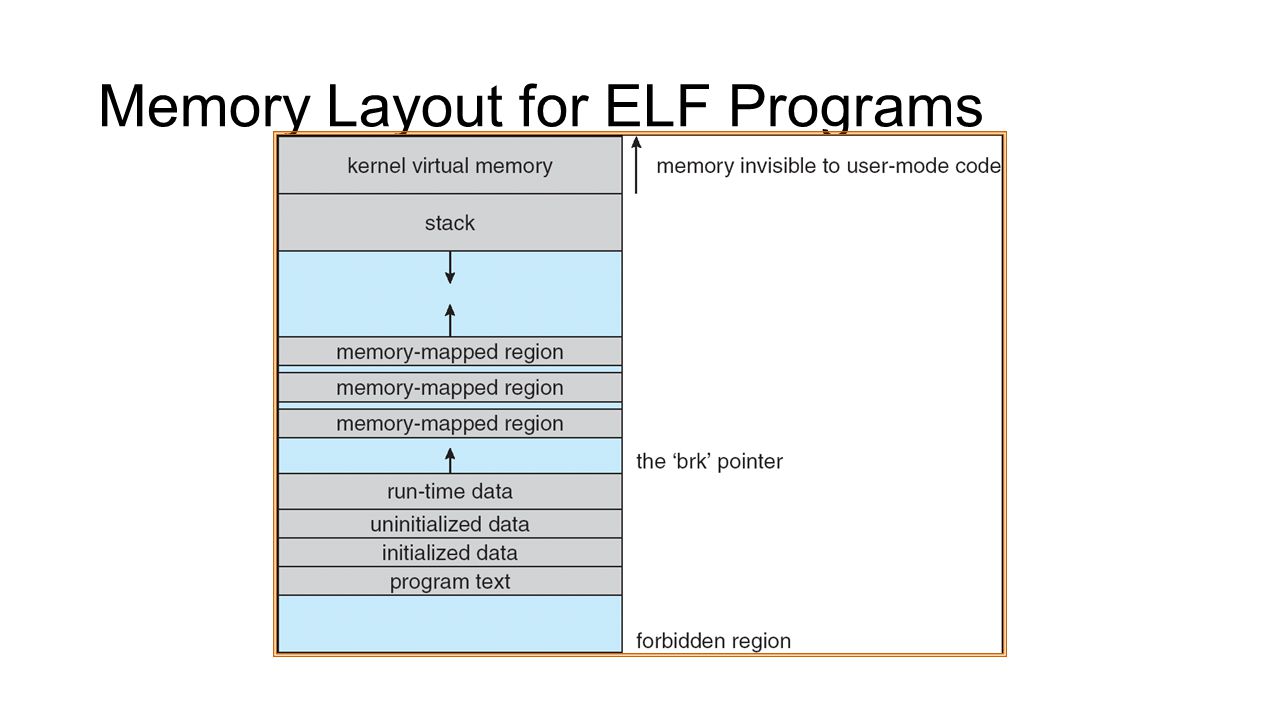 Memory Layout for ELF Programs
kernel virtual memory
memory invisible to user-mode code
stack
memory-mapped region
memory-mapped region
memory-mapped region
the ‘brk’ pointer
run-time data
uninitialized data
initialized data
program text
forbidden region